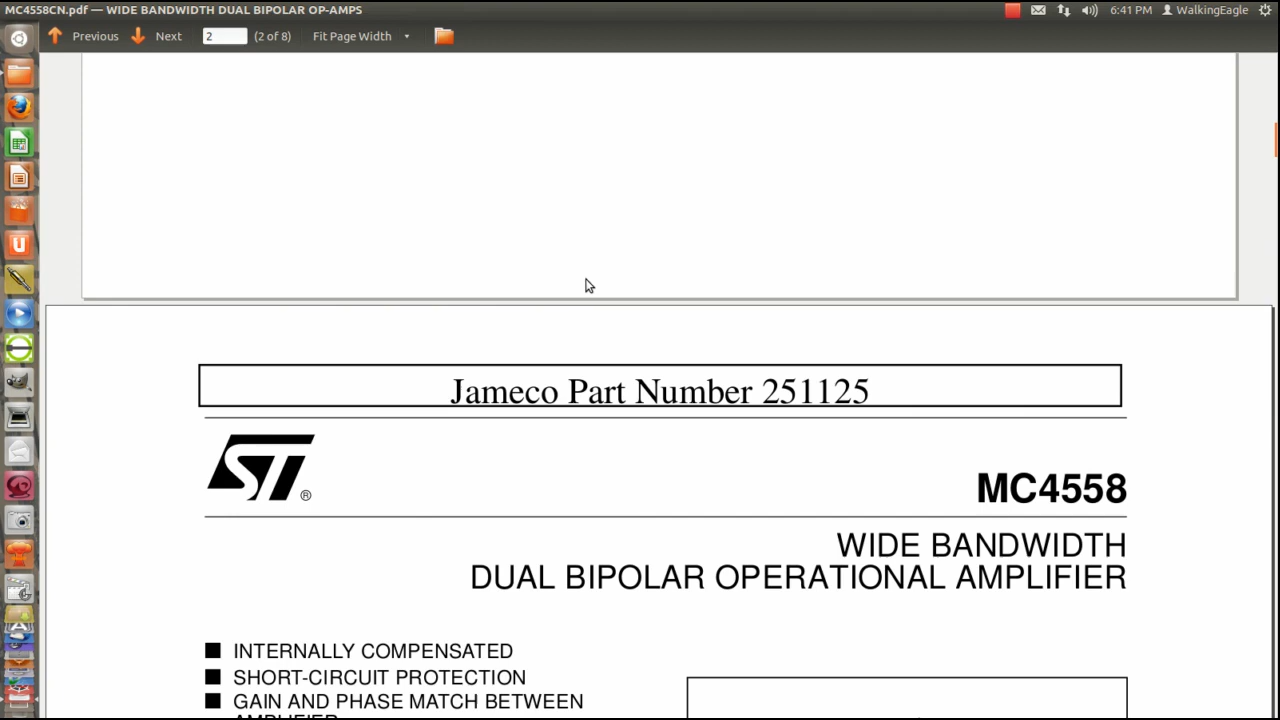 MC4558CN.pdf — WIDE BANDWIDTH DUAL BIPOLAR OP-AMPS
6:41 PM WalkingEagle
Previous Next 2 (2 of 8) Fit Page Width
Jameco Part Number 251125
ST®
MC4558
WIDE BANDWIDTH
DUAL BIPOLAR OPERATIONAL AMPLIFIER
■ INTERNALLY COMPENSATED
■ SHORT-CIRCUIT PROTECTION
■ GAIN AND PHASE MATCH BETWEEN
AMPLIFIER